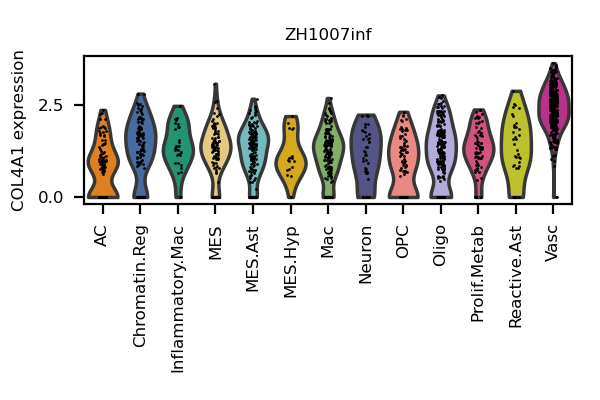 ZH1007inf
COL4A1 expression
2.5
0.0
AC
Chromatin.Reg
Inflammatory.Mac
MES
MES.Ast
MES.Hyp
Mac
Neuron
OPC
Oligo
Prolif.Metab
Reactive.Ast
Vasc